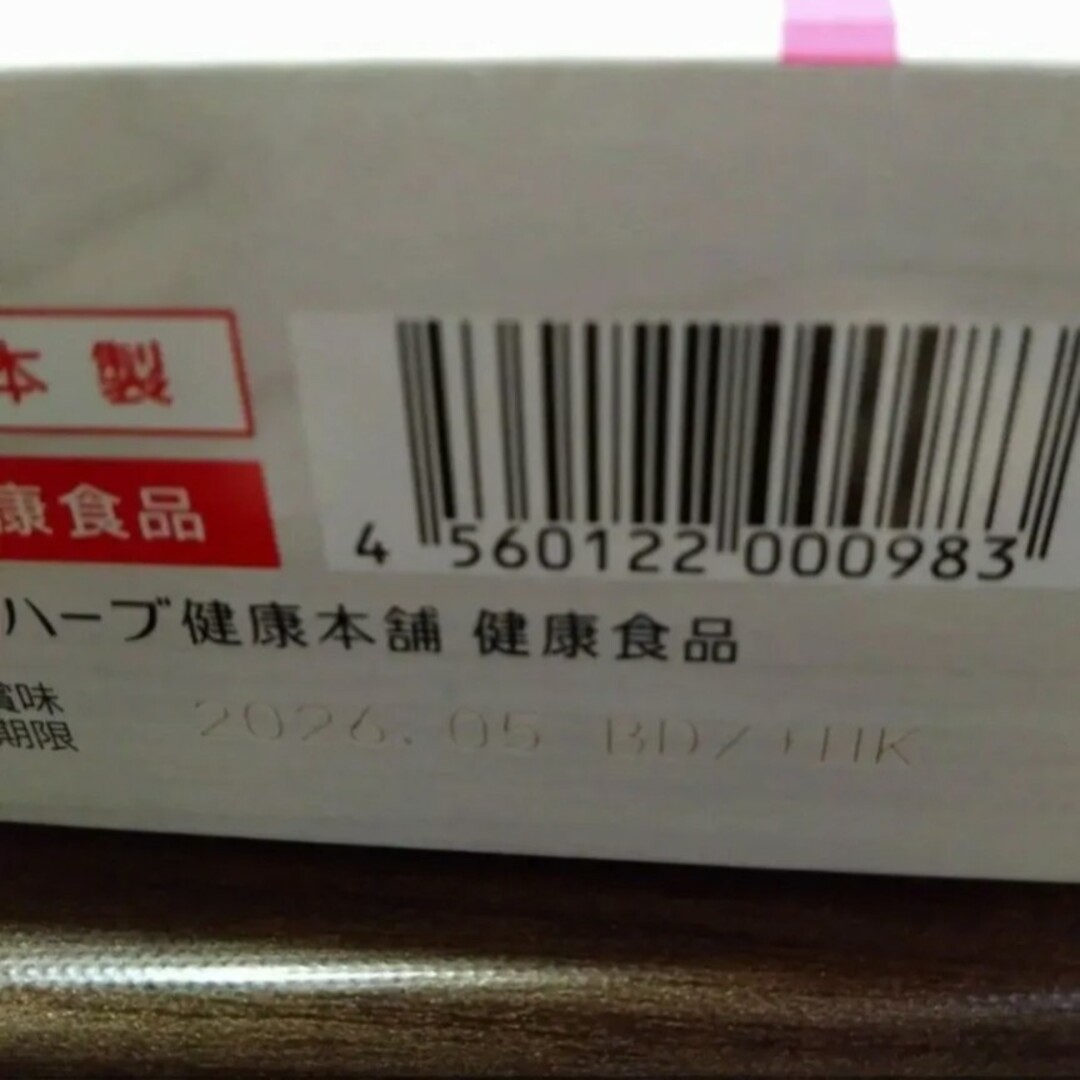 本製
康食品
4 560122 000983
ハーブ健康本舗 健康食品
賞味
期限
2026.05